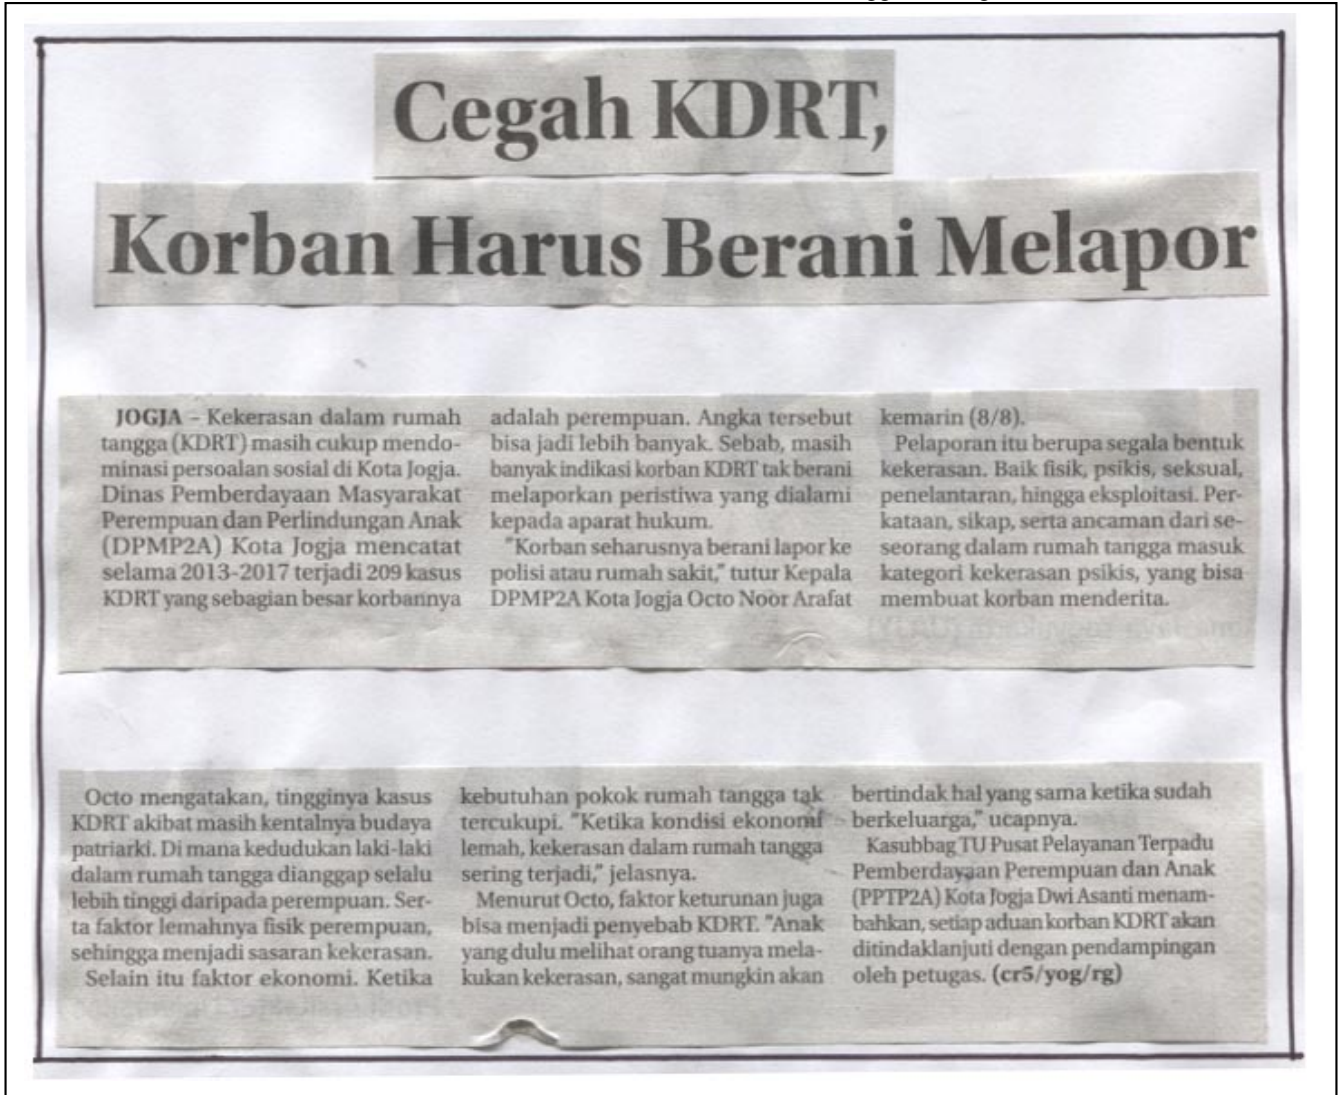 Cegah KDRT,
Korban Harus Berani Melapor
JOGJA – Kekerasan dalam rumah
tangga (KDRT) masih cukup mendo-
minasi persoalan sosial di Kota Jogja.
Dinas Pemberdayaan Masyarakat
Perempuan dan Perlindungan Anak
(DPMP2A) Kota Jogja mencatat
selama 2013-2017 terjadi 209 kasus
KDRT yang sebagian besar korbannya
adalah perempuan. Angka tersebut
bisa jadi lebih banyak. Sebab, masih
banyak indikasi korban KDRT tak berani
melaporkan peristiwa yang dialami
kepada aparat hukum.
"Korban seharusnya berani lapor ke
polisi atau rumah sakit," tutur Kepala
DPMP2A Kota Jogja Octo Noor Arafat
kemarin (8/8).
Pelaporan itu berupa segala bentuk
kekerasan. Baik fisik, psikis, seksual,
penelantaran, hingga eksploitasi. Per-
kataan, sikap, serta ancaman dari se-
seorang dalam rumah tangga masuk
kategori kekerasan psikis, yang bisa
membuat korban menderita.
Octo mengatakan, tingginya kasus
KDRT akibat masih kentalnya budaya
patriarki. Di mana kedudukan laki-laki
dalam rumah tangga dianggap selalu
lebih tinggi daripada perempuan. Ser-
ta faktor lemahnya fisik perempuan,
sehingga menjadi sasaran kekerasan.
Selain itu faktor ekonomi. Ketika
kebutuhan pokok rumah tangga tak
tercukupi. "Ketika kondisi ekonomi
lemah, kekerasan dalam rumah tangga
sering terjadi," jelasnya.
Menurut Octo, faktor keturunan juga
bisa menjadi penyebab KDRT. "Anak
yang dulu melihat orang tuanya mela-
kukan kekerasan, sangat mungkin akan
bertindak hal yang sama ketika sudah
berkeluarga," ucapnya.
Kasubbag TU Pusat Pelayanan Terpadu
Pemberdayaan Perempuan dan Anak
(PPTP2A) Kota Jogja Dwi Asanti menam-
bahkan, setiap aduan korban KDRT akan
ditindaklanjuti dengan pendampingan
oleh petugas. (cr5/yog/rg)